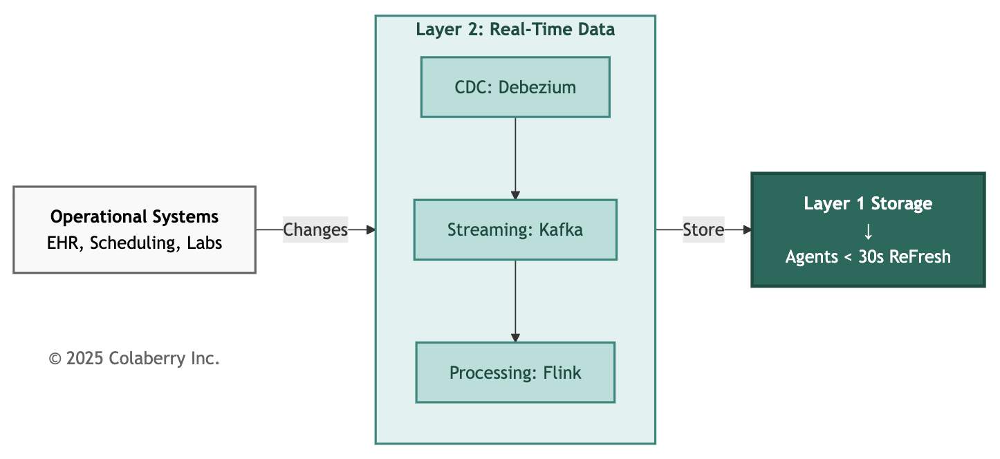 Layer 2: Real-Time Data
CDC: Debezium
Operational Systems
EHR, Scheduling, Labs
Changes
Streaming: Kafka
Store
Layer 1 Storage
↓
Agents < 30s ReFresh
Processing: Flink
© 2025 Colaberry Inc.